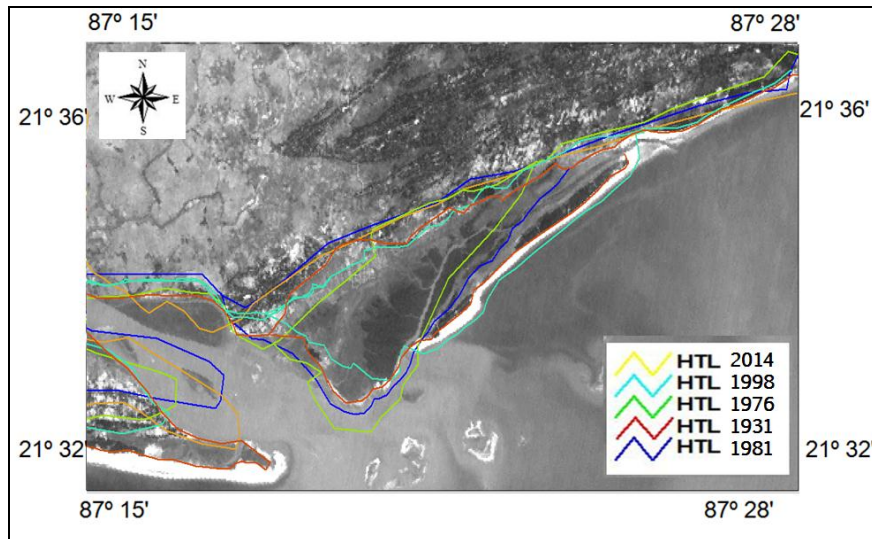 87º 15' 87º 28'
N
W E
S
21º 36' 21º 36'
HTL 2014
HTL 1998
HTL 1976
HTL 1931
HTL 1981
21º 32' 21º 32'
87º 15' 87º 28'